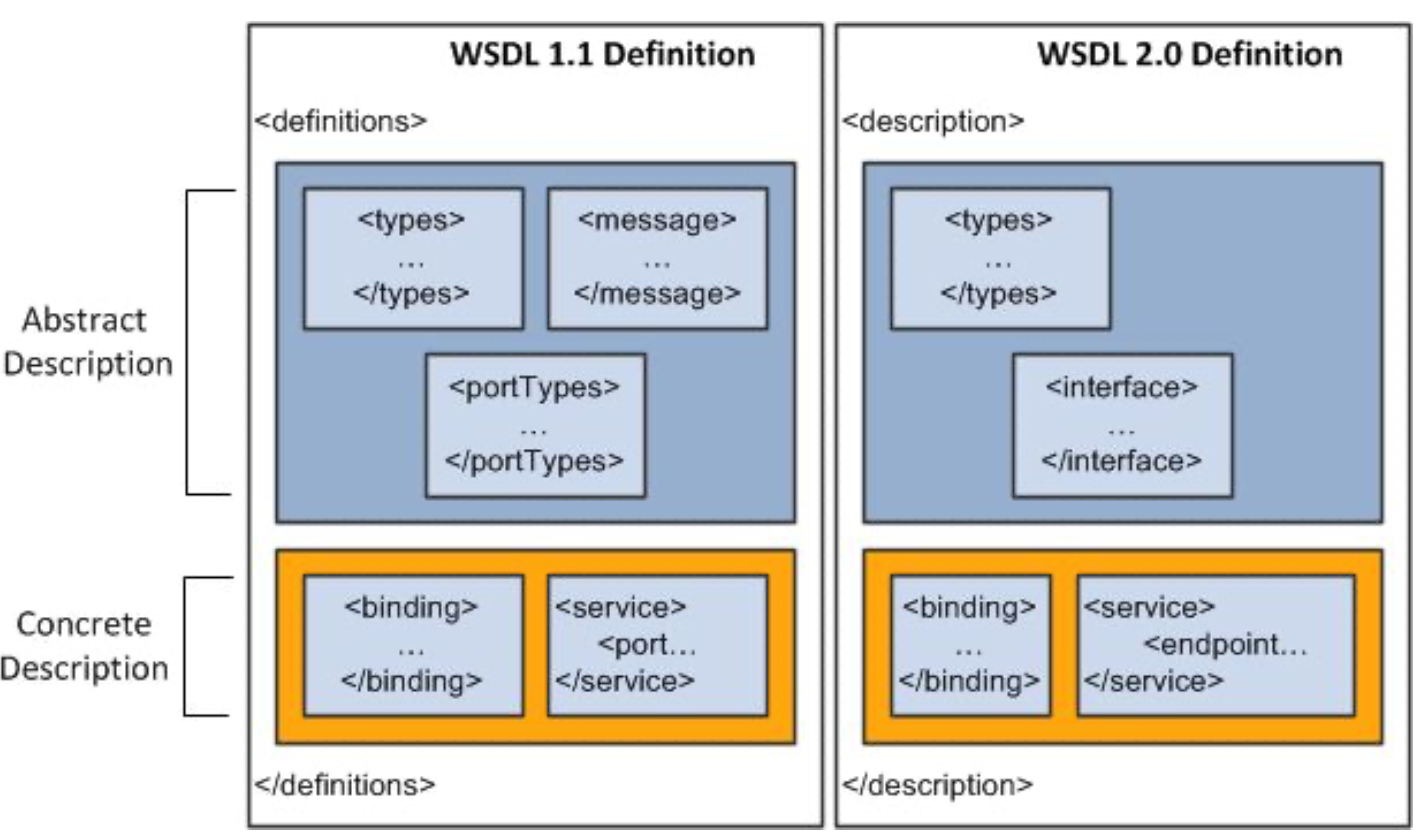 WSDL 1.1 Definition
<definitions>
<types>
...
</types>
<message>
...
</message>
<portTypes>
...
</portTypes>
<binding>
...
</binding>
<service>
<port...
</service>
</definitions>
WSDL 2.0 Definition
<description>
<types>
...
</types>
<interface>
...
</interface>
<binding>
...
</binding>
<service>
<endpoint...
</service>
</description>
Abstract
Description
Concrete
Description